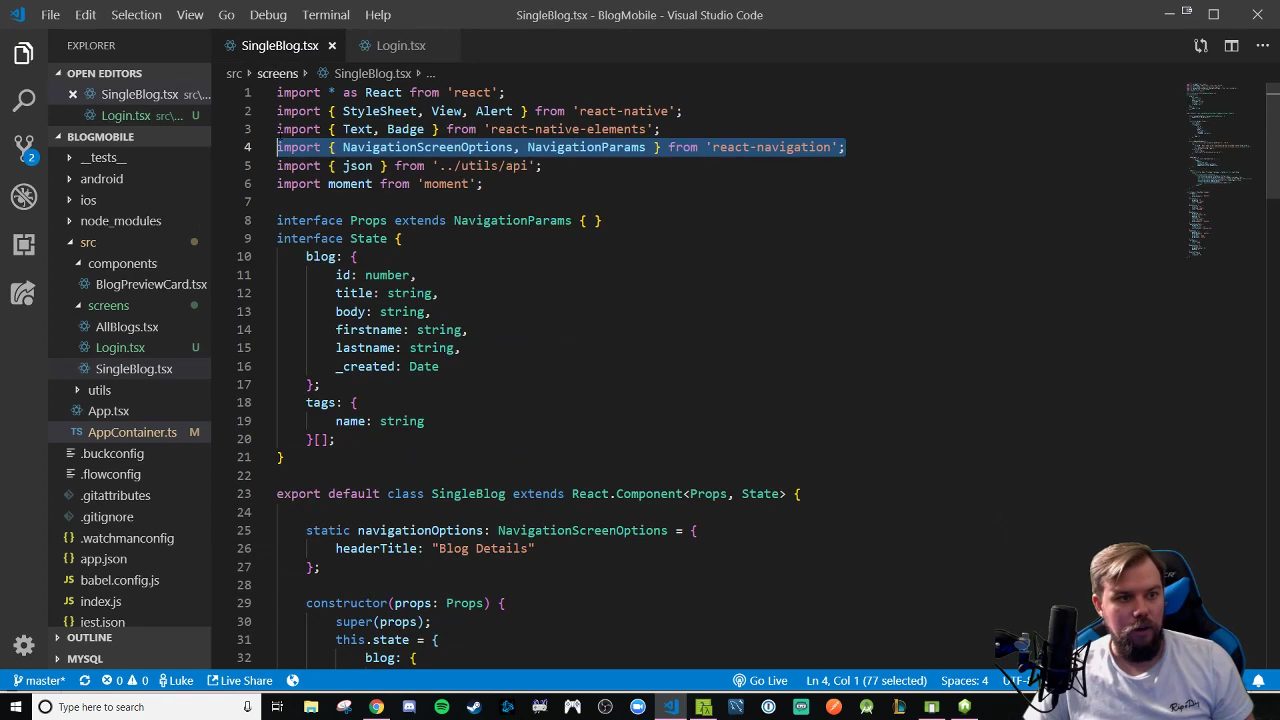 File Edit Selection View Go Debug Terminal Help SingleBlog.tsx - BlogMobile - Visual Studio Code
EXPLORER
OPEN EDITORS
SingleBlog.tsx src\...
Login.tsx src\... U
BLOGMOBILE
__tests__
android
ios
node_modules
src
components
BlogPreviewCard.tsx
screens
AllBlogs.tsx
Login.tsx U
SingleBlog.tsx
utils
App.tsx
TS AppContainer.ts M
.buckconfig
.flowconfig
.gitattributes
.gitignore
.watchmanconfig
app.json
JS babel.config.js
JS index.js
jest.json
OUTLINE
MYSQL
2
SingleBlog.tsx Login.tsx
src screens SingleBlog.tsx ...
1 import * as React from 'react';
2 import { StyleSheet, View, Alert } from 'react-native';
3 import { Text, Badge } from 'react-native-elements';
4 import { NavigationScreenOptions, NavigationParams } from 'react-navigation';
5 import { json } from '../utils/api';
6 import moment from 'moment';
7
8 interface Props extends NavigationParams { }
9 interface State {
10 blog: {
11 id: number,
12 title: string,
13 body: string,
14 firstname: string,
15 lastname: string,
16 _created: Date
17 };
18 tags: {
19 name: string
20 }[];
21 }
22
23 export default class SingleBlog extends React.Component<Props, State> {
24
25 static navigationOptions: NavigationScreenOptions = {
26 headerTitle: "Blog Details"
27 };
28
29 constructor(props: Props) {
30 super(props);
31 this.state = {
32 blog: {
master* 0 0 Luke Live Share Go Live Ln 4, Col 1 (77 selected) Spaces: 4
Type here to search